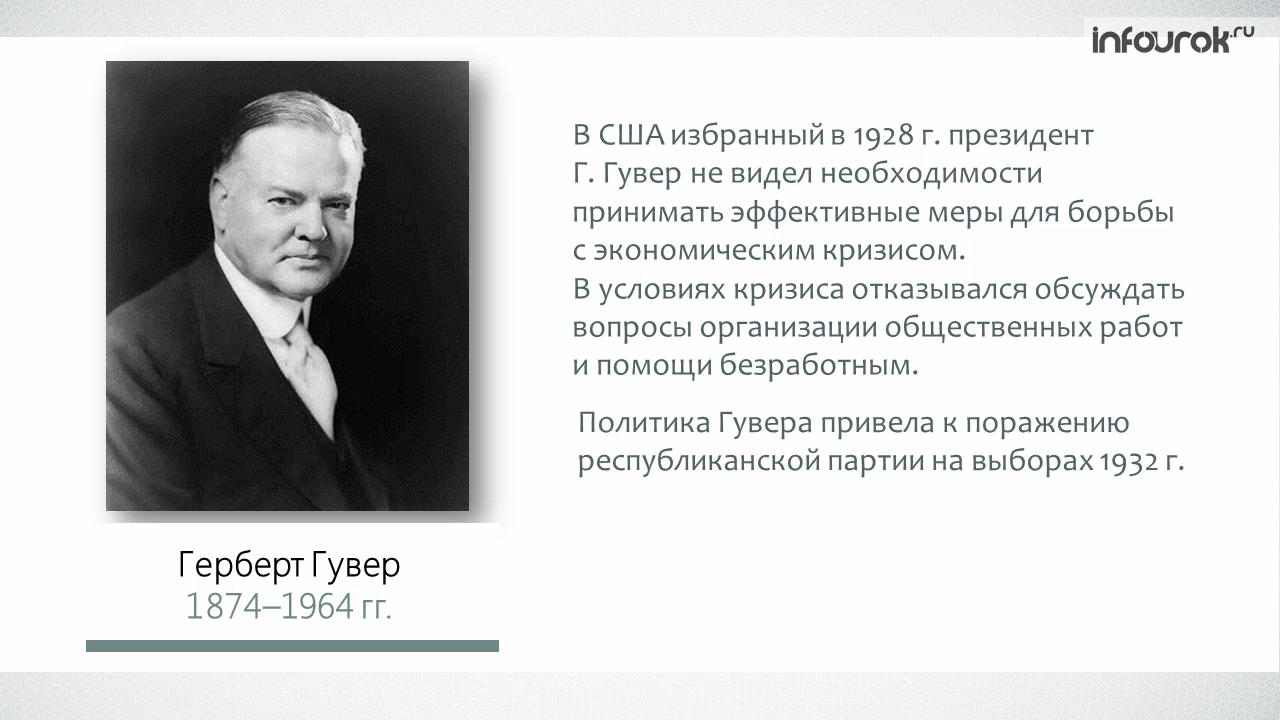 infourok.ru
В США избранный в 1928 г. президент
Г. Гувер не видел необходимости
принимать эффективные меры для борьбы
с экономическим кризисом.
В условиях кризиса отказывался обсуждать
вопросы организации общественных работ
и помощи безработным.
Политика Гувера привела к поражению
республиканской партии на выборах 1932 г.
Герберт Гувер
1874–1964 гг.